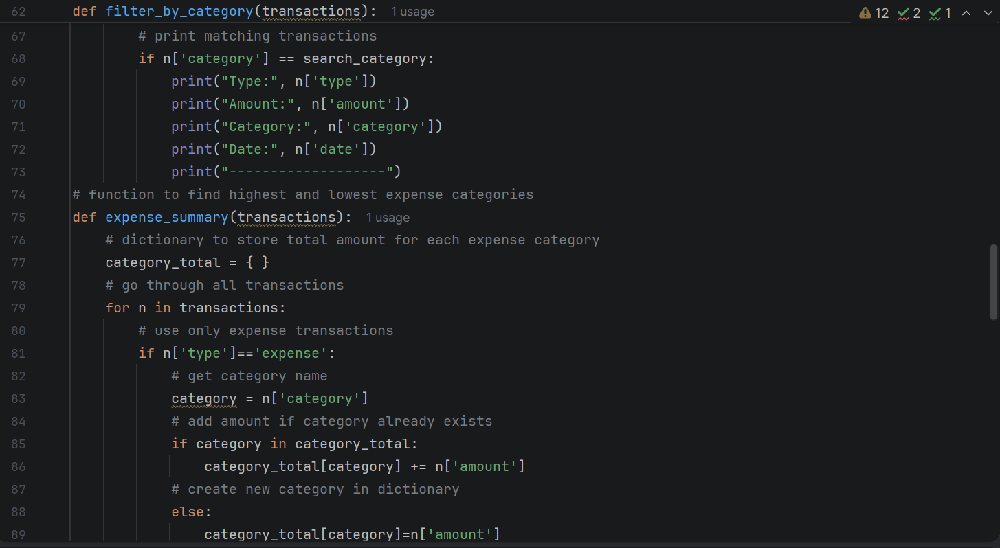 62 def filter_by_category(transactions): 1 usage 12 2 1
67 # print matching transactions
68 if n['category'] == search_category:
69 print("Type:", n['type'])
70 print("Amount:", n['amount'])
71 print("Category:", n['category'])
72 print("Date:", n['date'])
73 print("-------------------")
74 # function to find highest and lowest expense categories
75 def expense_summary(transactions): 1 usage
76 # dictionary to store total amount for each expense category
77 category_total = { }
78 # go through all transactions
79 for n in transactions:
80 # use only expense transactions
81 if n['type']=='expense':
82 # get category name
83 category = n['category']
84 # add amount if category already exists
85 if category in category_total:
86 category_total[category] += n['amount']
87 # create new category in dictionary
88 else:
89 category_total[category]=n['amount']